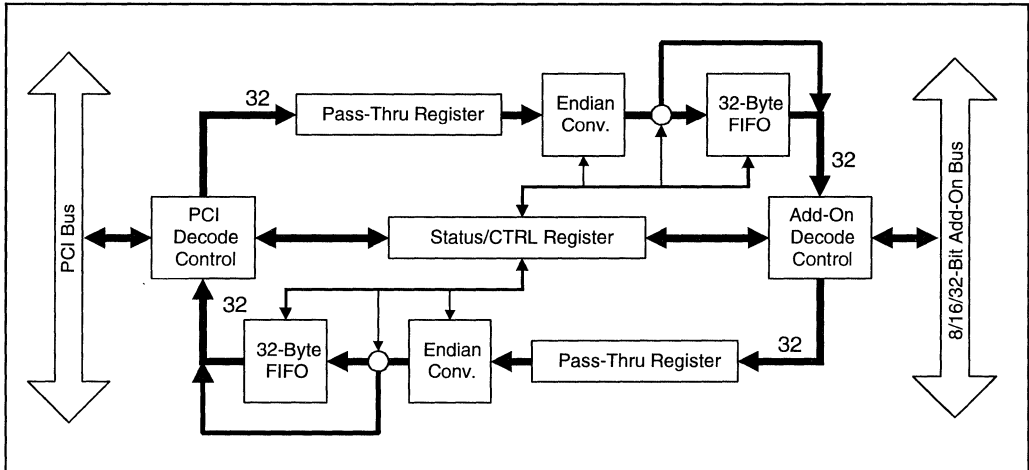 32
Pass-Thru Register
Endian
Conv.
32-Byte
FIFO
32
PCI Bus
PCI
Decode
Control
Status/CTRL Register
Add-On
Decode
Control
8/16/32-Bit Add-On Bus
32
32-Byte
FIFO
Endian
Conv.
Pass-Thru Register
32